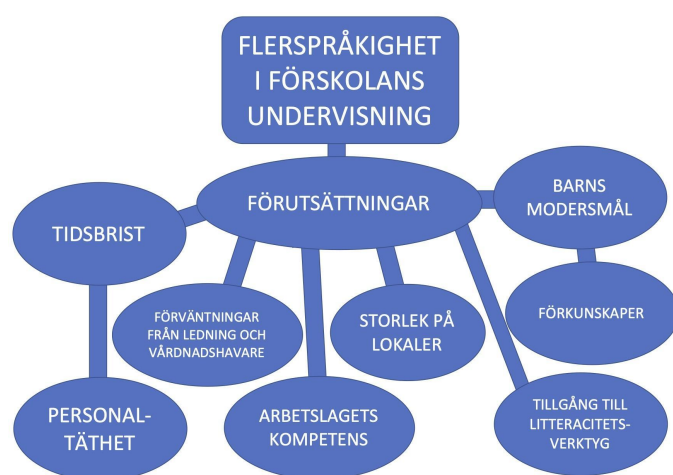 FLERSPRÅKIGHET
I FÖRSKOLANS
UNDERVISNING
FÖRUTSÄTTNINGAR
BARNS
MODERSMÅL
TIDSBRIST
FÖRVÄNTNINGAR
FRÅN LEDNING OCH
VÅRDNADSHAVARE
STORLEK PÅ
LOKALER
FÖRKUNSKAPER
PERSONAL-
TÄTHET
ARBETSLAGETS
KOMPETENS
TILLGÅNG TILL
LITTERACITETS-
VERKTYG